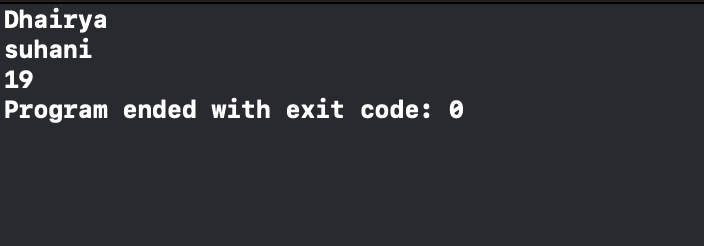 Dhairya
suhani
19
Program ended with exit code: 0